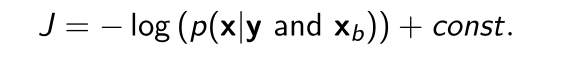 J = − log (p(x|y and x_b)) + const.